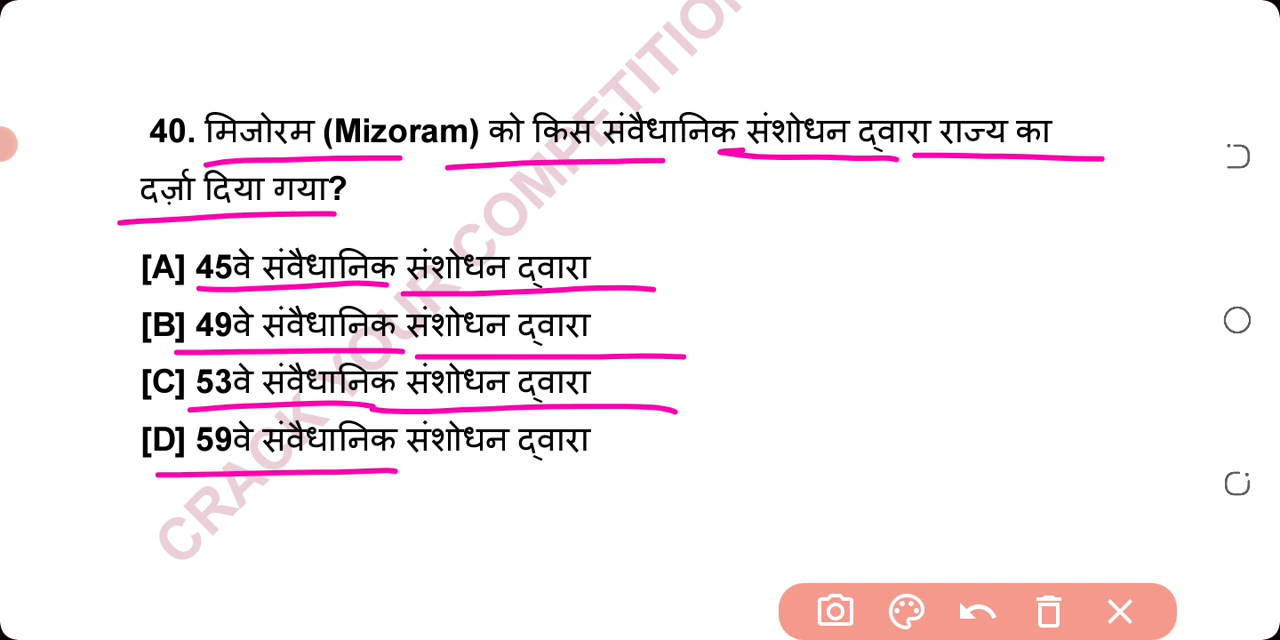 40. मिजोरम (Mizoram) को किस संवैधानिक संशोधन द्वारा राज्य का
दर्ज़ा दिया गया?
[A] 45वे संवैधानिक संशोधन द्वारा
[B] 49वे संवैधानिक संशोधन द्वारा
[C] 53वे संवैधानिक संशोधन द्वारा
[D] 59वे संवैधानिक संशोधन द्वारा
CRACK YOUR COMPETITION